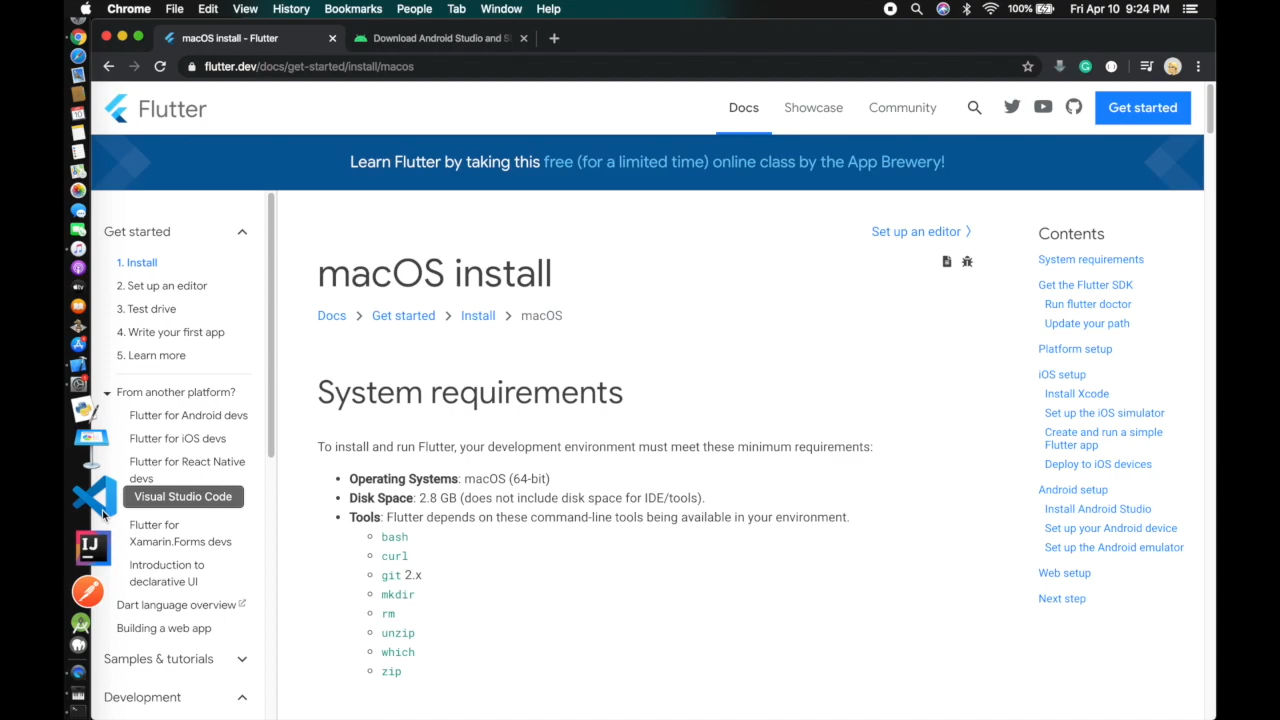 Chrome File Edit View History Bookmarks People Tab Window Help 100% Fri Apr 10 9:24 PM
macOS install - Flutter
Download Android Studio and S
flutter.dev/docs/get-started/install/macos
Flutter
Docs Showcase Community Get started
Learn Flutter by taking this free (for a limited time) online class by the App Brewery!
Get started
1. Install
2. Set up an editor
3. Test drive
4. Write your first app
5. Learn more
From another platform?
Flutter for Android devs
Flutter for iOS devs
Flutter for React Native
devs
Visual Studio Code
Flutter for
Xamarin.Forms devs
Introduction to
declarative UI
Dart language overview
Building a web app
Samples & tutorials
Development
IJ
Set up an editor
macOS install
Docs Get started Install macOS
System requirements
To install and run Flutter, your development environment must meet these minimum requirements:
Operating Systems: macOS (64-bit)
Disk Space: 2.8 GB (does not include disk space for IDE/tools).
Tools: Flutter depends on these command-line tools being available in your environment.
bash
curl
git 2.x
mkdir
rm
unzip
which
zip
Contents
System requirements
Get the Flutter SDK
Run flutter doctor
Update your path
Platform setup
iOS setup
Install Xcode
Set up the iOS simulator
Create and run a simple
Flutter app
Deploy to iOS devices
Android setup
Install Android Studio
Set up your Android device
Set up the Android emulator
Web setup
Next step